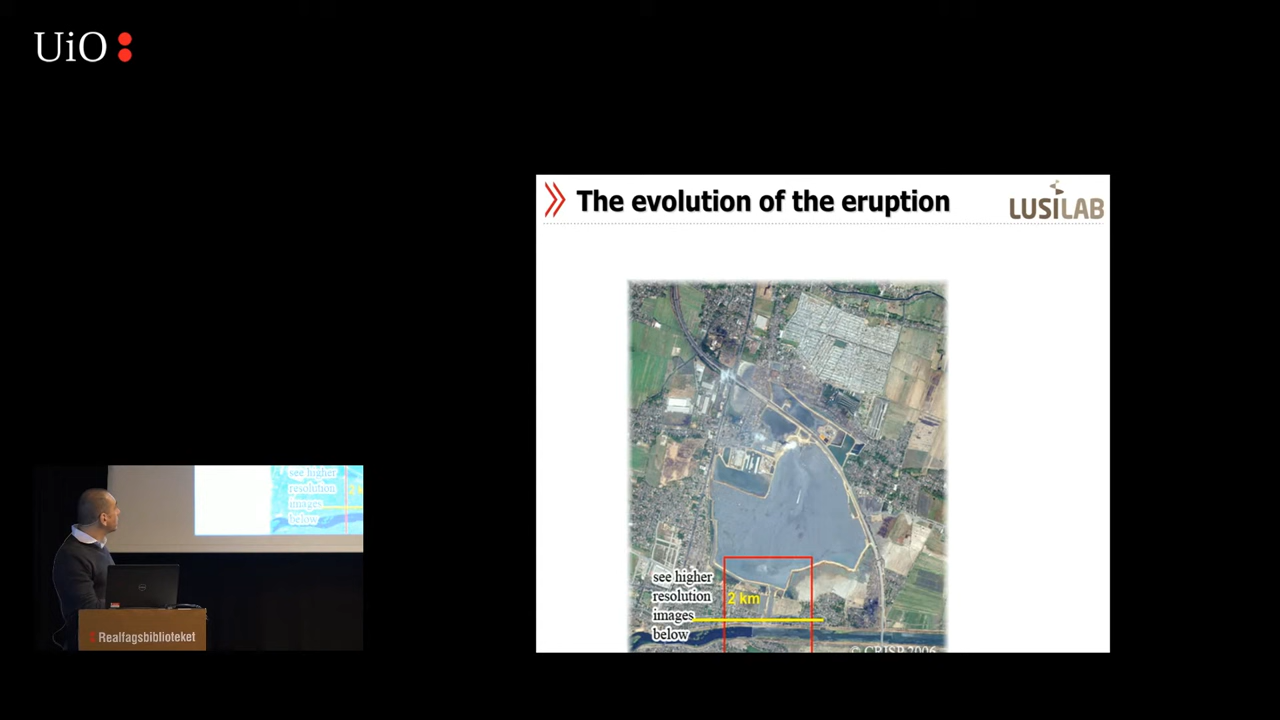 UiO
The evolution of the eruption
LUSILAB
see higher
resolution
images
below
2 km
© CRISP 2006
see higher
resolution
images
below
Realfagsbiblioteket